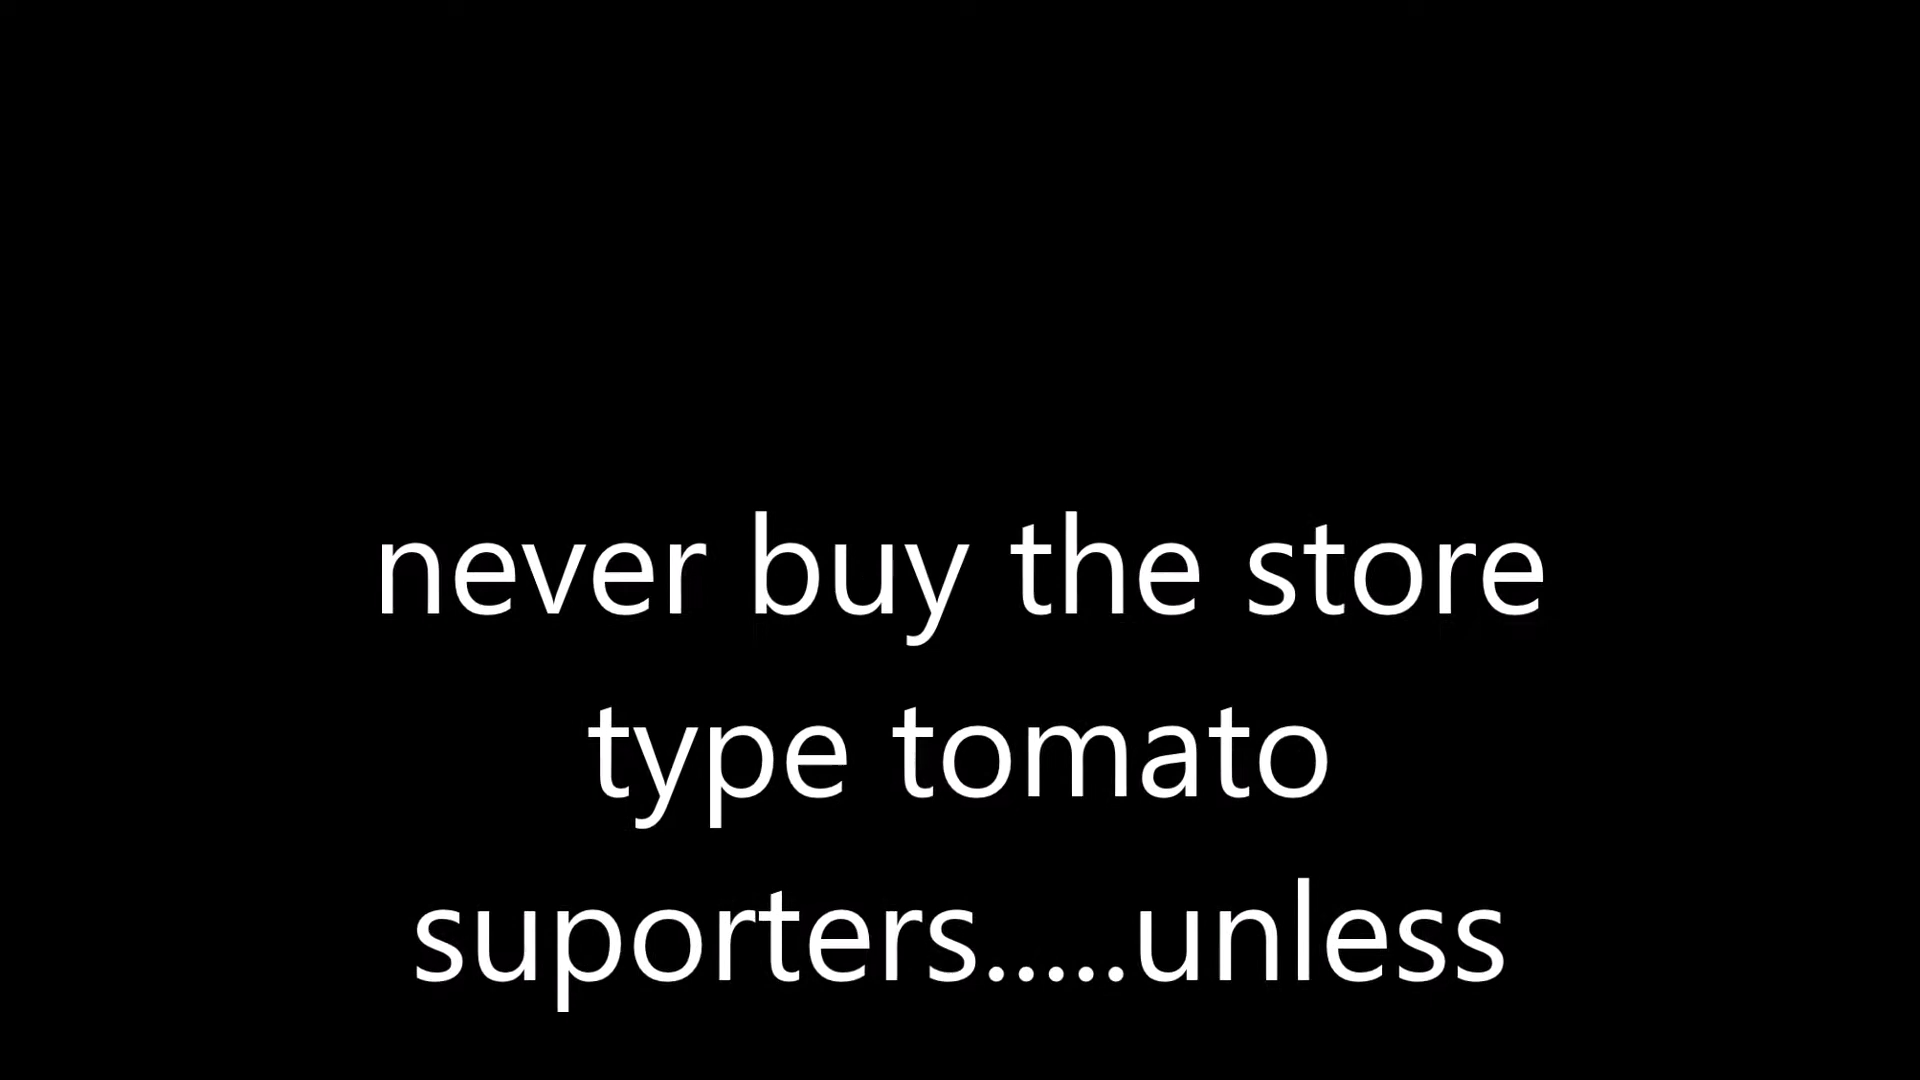 never buy the store
type tomato
suporters.....unless